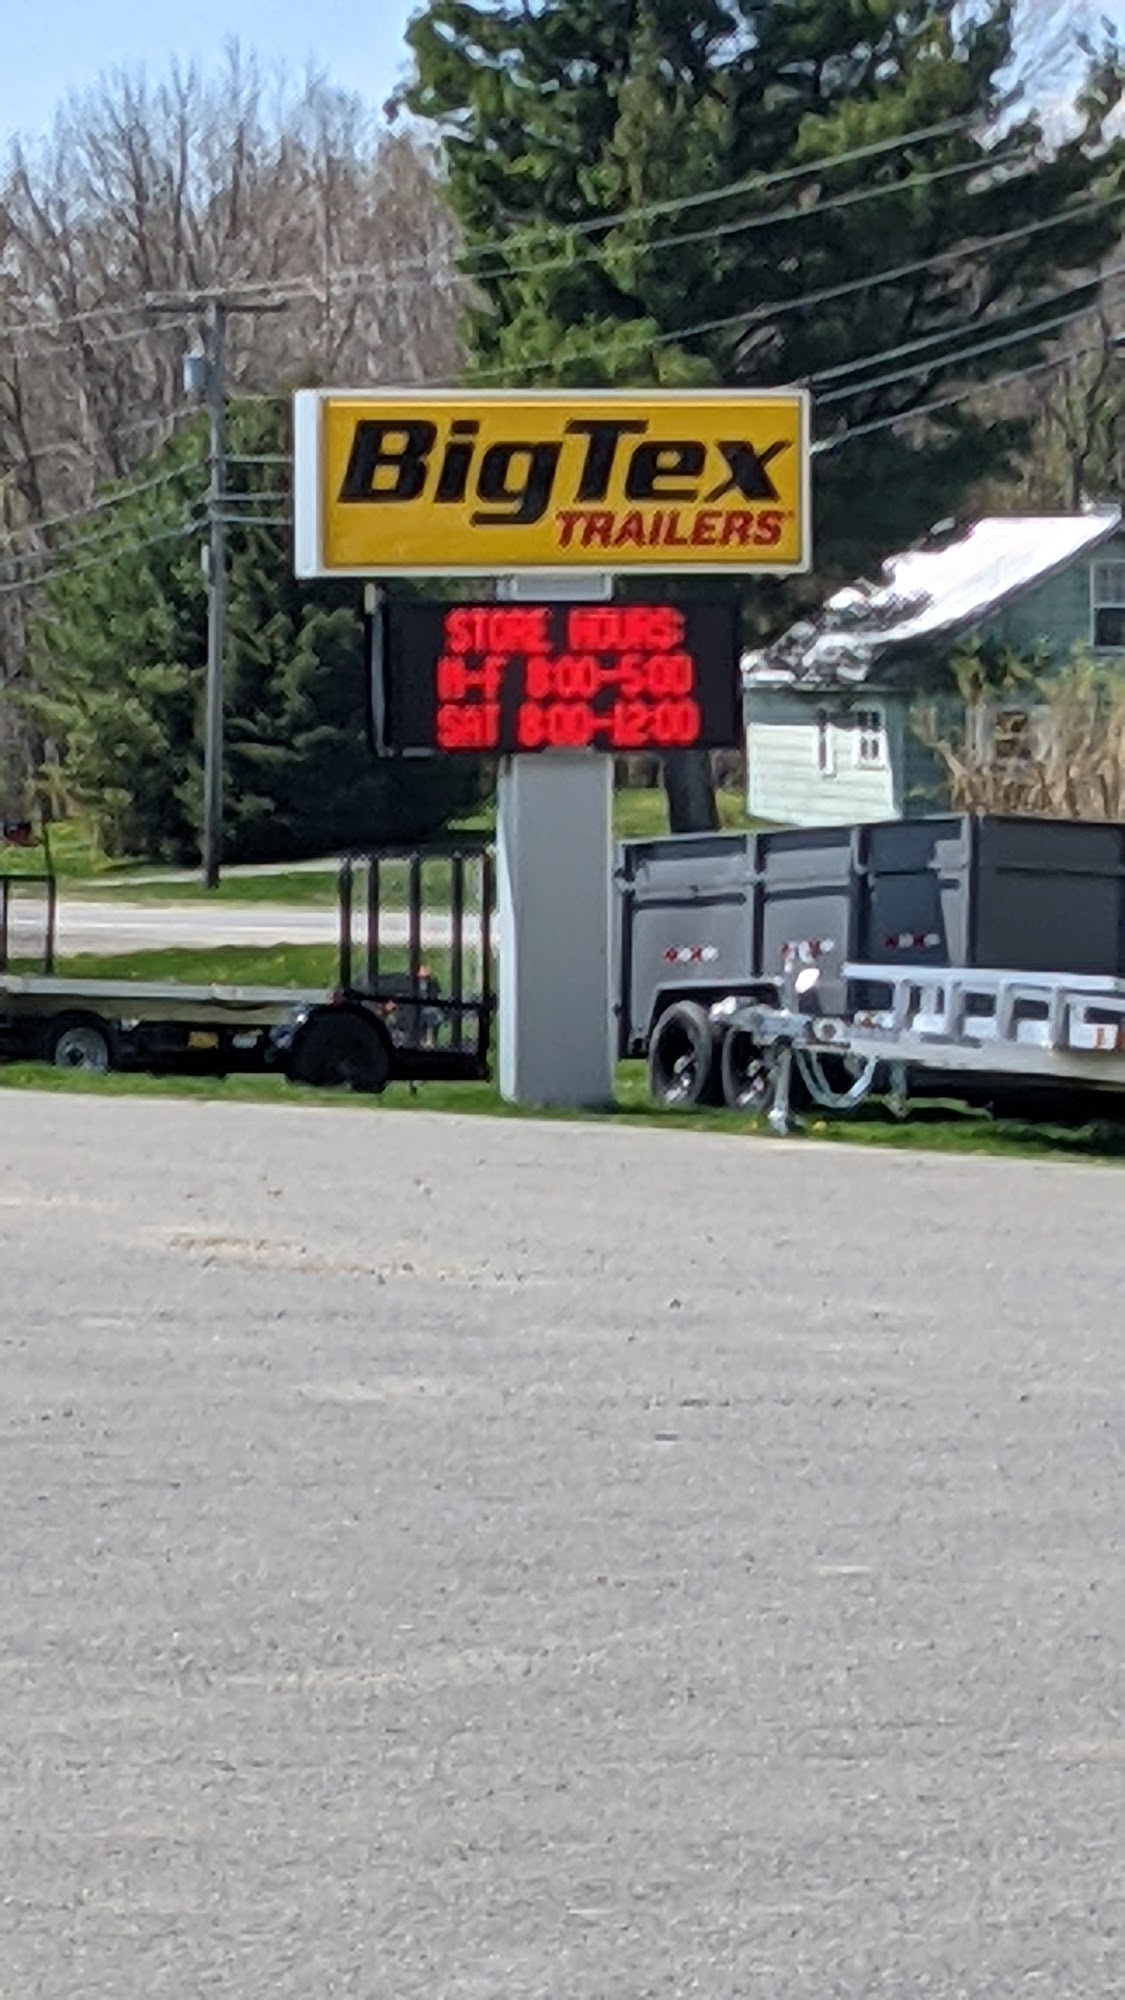 BigTex
TRAILERS
STORE HOURS:
M-F 8:00-5:00
SAT 8:00-12:00